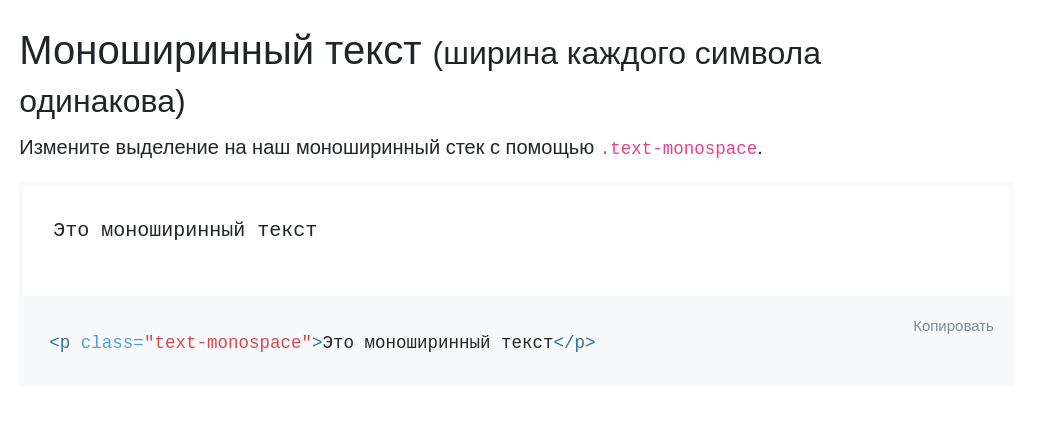 Моноширинный текст (ширина каждого символа
одинакова)
Измените выделение на наш моноширинный стек с помощью .text-monospace.
Это моноширинный текст
Копировать
<p class="text-monospace">Это моноширинный текст</p>